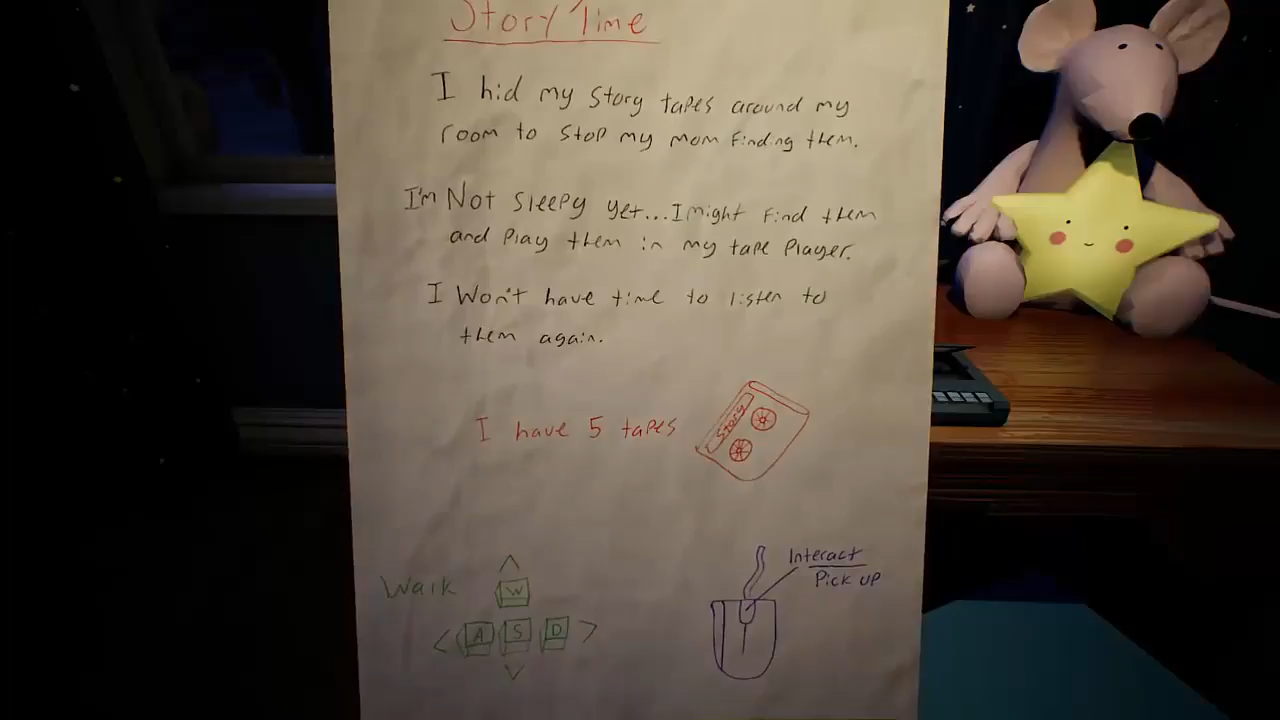 Story Time
I hid my Story tapes around my
room to Stop my mom Finding them.
I'm Not Sleepy yet...I might Find them
and Play them in my tape Player.
I Won't have time to listen to
them again.
I have 5 tapes
Story
Interact
Pick up
Walk
W
A S D